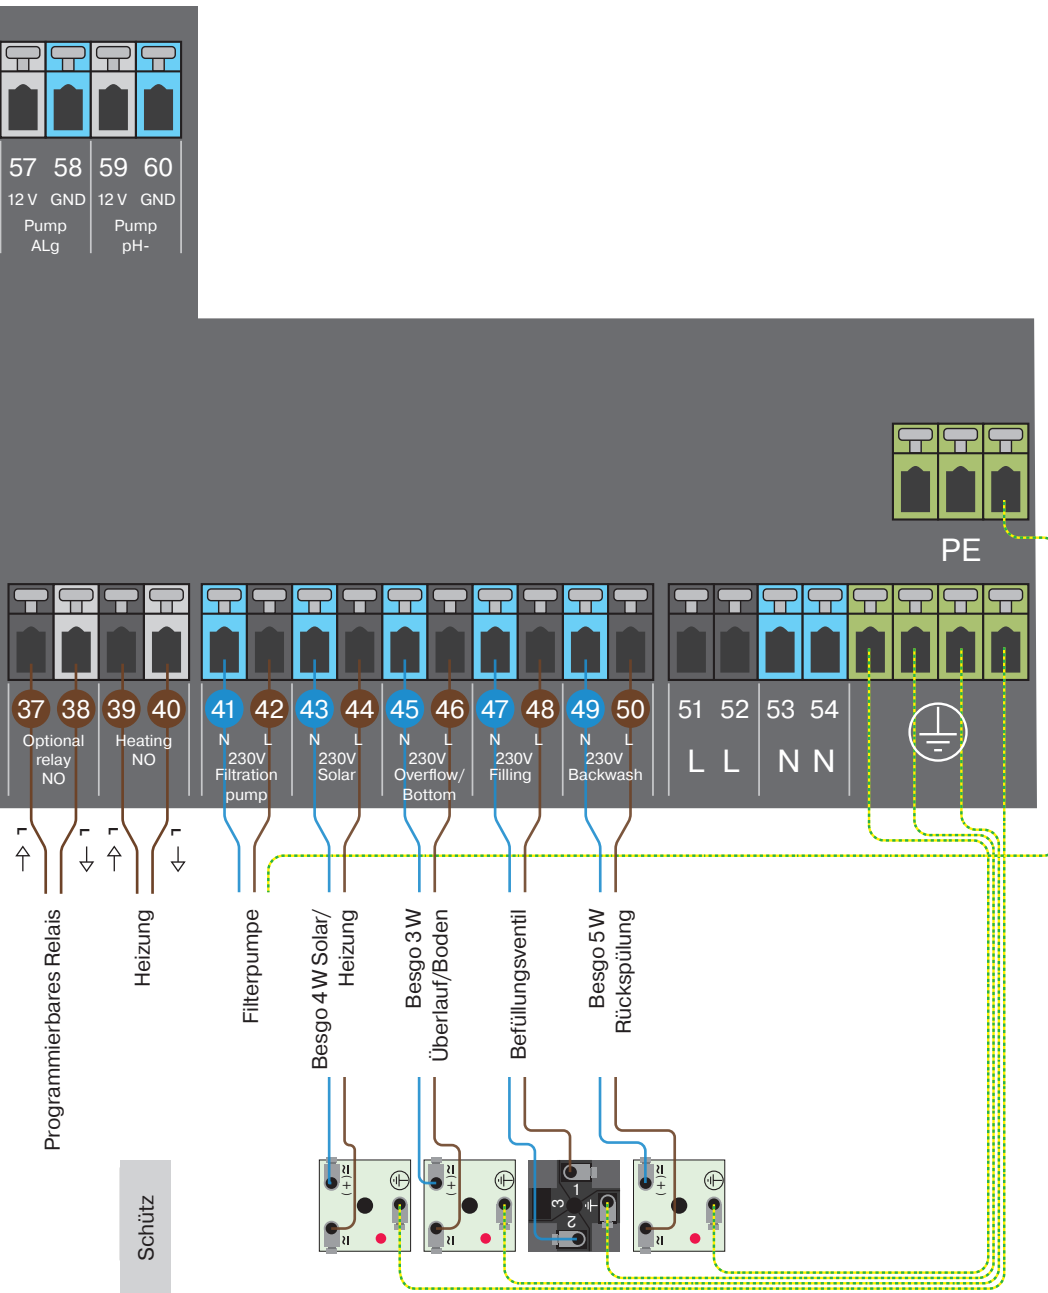 57 58 59 60
12 V GND 12 V GND
Pump ALg
Pump pH-
PE
37 38 39 40 41 42 43 44 45 46 47 48 49 50 51 52 53 54
Optional relay NO
Heating NO
N L N L N L N L N L
L L N N
230V Filtration pump
230V Solar
230V Overflow/ Bottom
230V Filling
230V Backwash
L L L L
Programmierbares Relais
Heizung
Filterpumpe
Besgo 4 W Solar/
Heizung
Besgo 3 W
Überlauf/Boden
Befüllungsventil
Besgo 5 W
Rückspülung
Schütz
≈(+)
≈
≈(+)
≈
1
3
2
≈(+)
≈